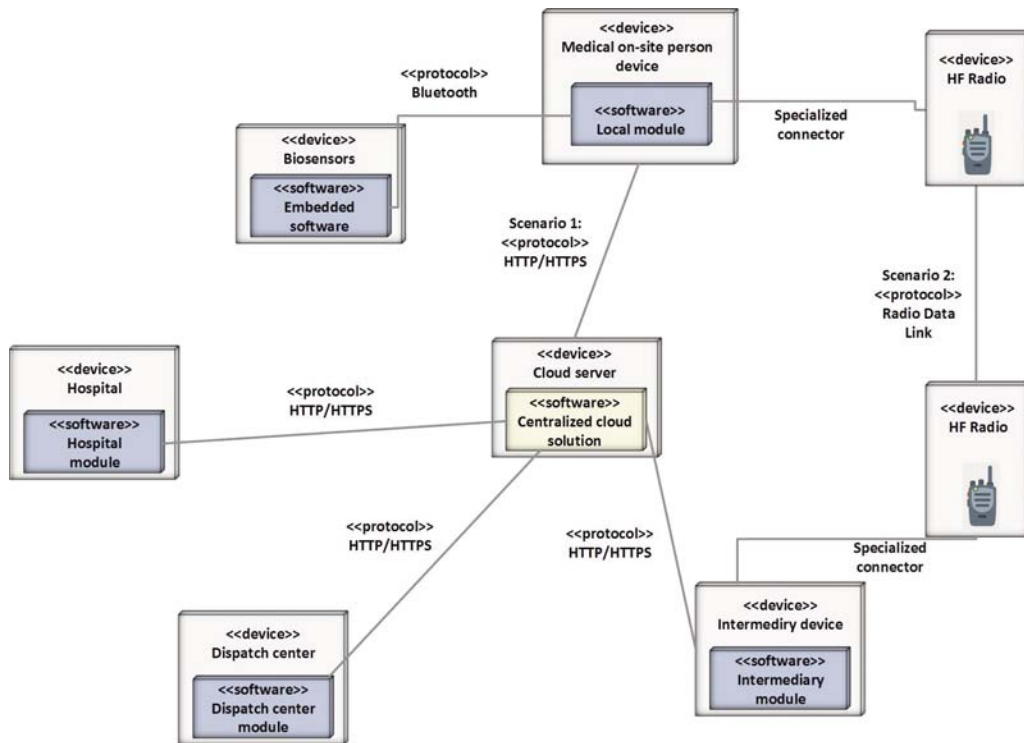 <<device>>
Medical on-site person
device
<<software>>
Local module
<<device>>
HF Radio
<<protocol>>
Bluetooth
Specialized
connector
<<device>>
Biosensors
<<software>>
Embedded
software
Scenario 1:
<<protocol>>
HTTP/HTTPS
Scenario 2:
<<protocol>>
Radio Data
Link
<<device>>
Hospital
<<software>>
Hospital
module
<<protocol>>
HTTP/HTTPS
<<device>>
Cloud server
<<software>>
Centralized cloud
solution
<<device>>
HF Radio
<<protocol>>
HTTP/HTTPS
<<protocol>>
HTTP/HTTPS
Specialized
connector
<<device>>
Dispatch center
<<software>>
Dispatch center
module
<<device>>
Intermediry device
<<software>>
Intermediary
module